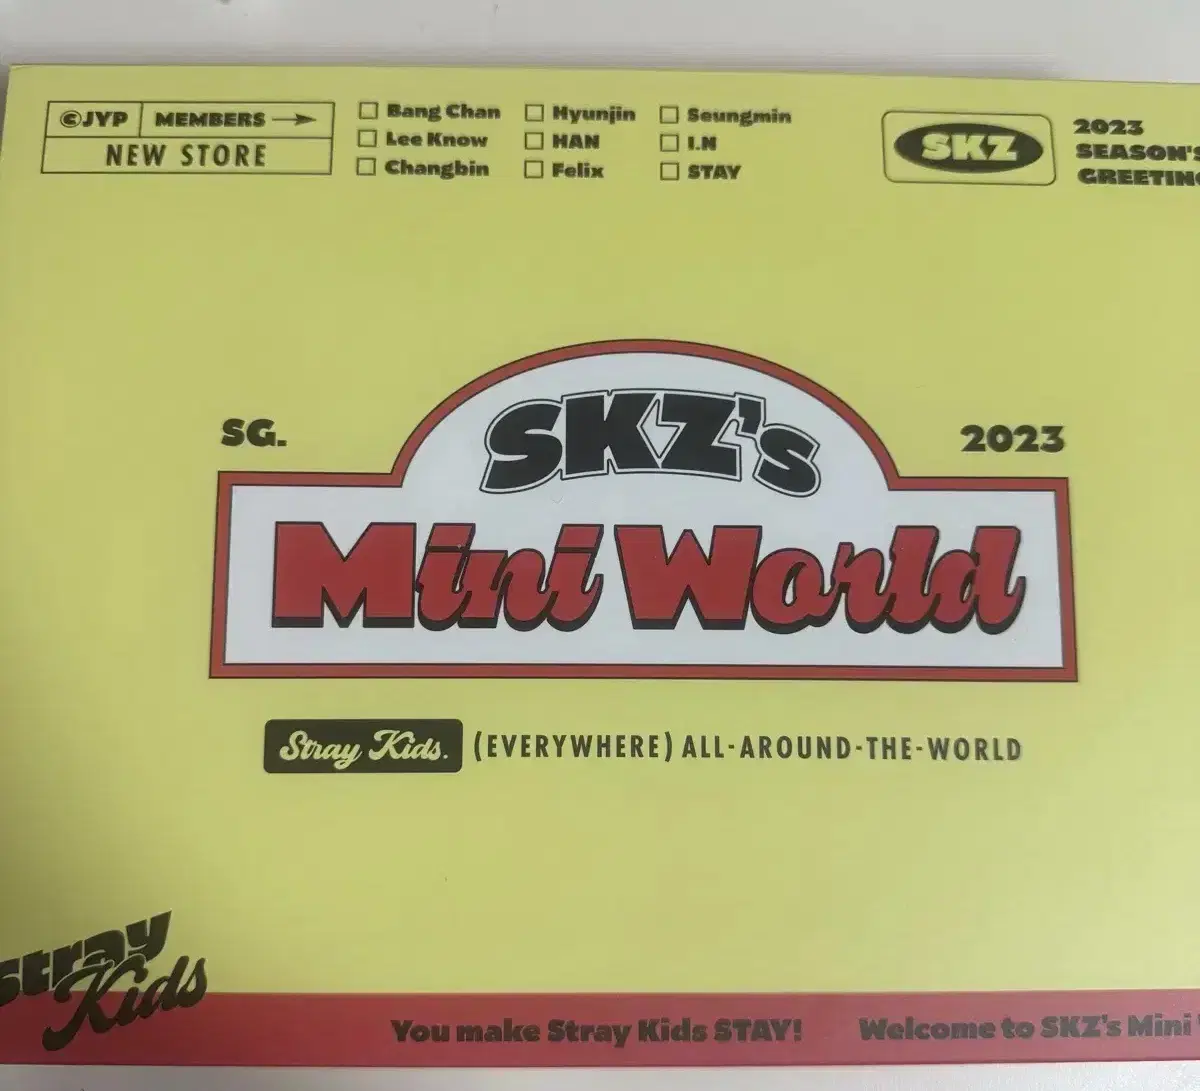 ©JYP MEMBERS
NEW STORE
Bang Chan
Lee Know
Changbin
Hyunjin
HAN
Felix
Seungmin
I.N
STAY
SKZ
2023
SEASON'S
SG.
2023
SKZ's
Mini World
Stray Kids. (EVERYWHERE) ALL-AROUND-THE-WORLD
Stray
Kids
You make Stray Kids STAY! Welcome to SKZ's Mini